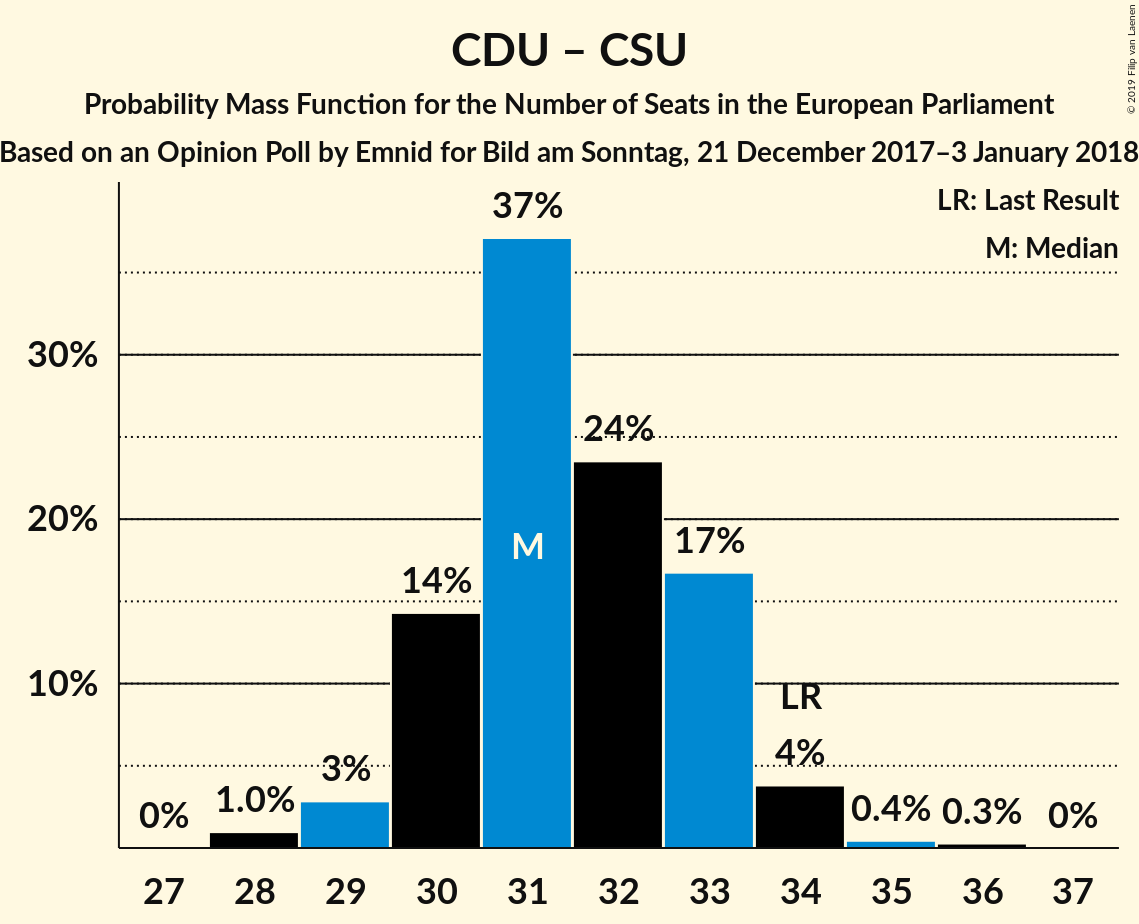 CDU – CSU
Probability Mass Function for the Number of Seats in the European Parliament
Based on an Opinion Poll by Emnid for Bild am Sonntag, 21 December 2017–3 January 2018
© 2019 Filip van Laenen
LR: Last Result
M: Median
37%
30%
24%
20%
17%
M
14%
10%
LR
4%
3%
1.0%
0%
0.4%
0.3%
0%
27 28 29 30 31 32 33 34 35 36 37